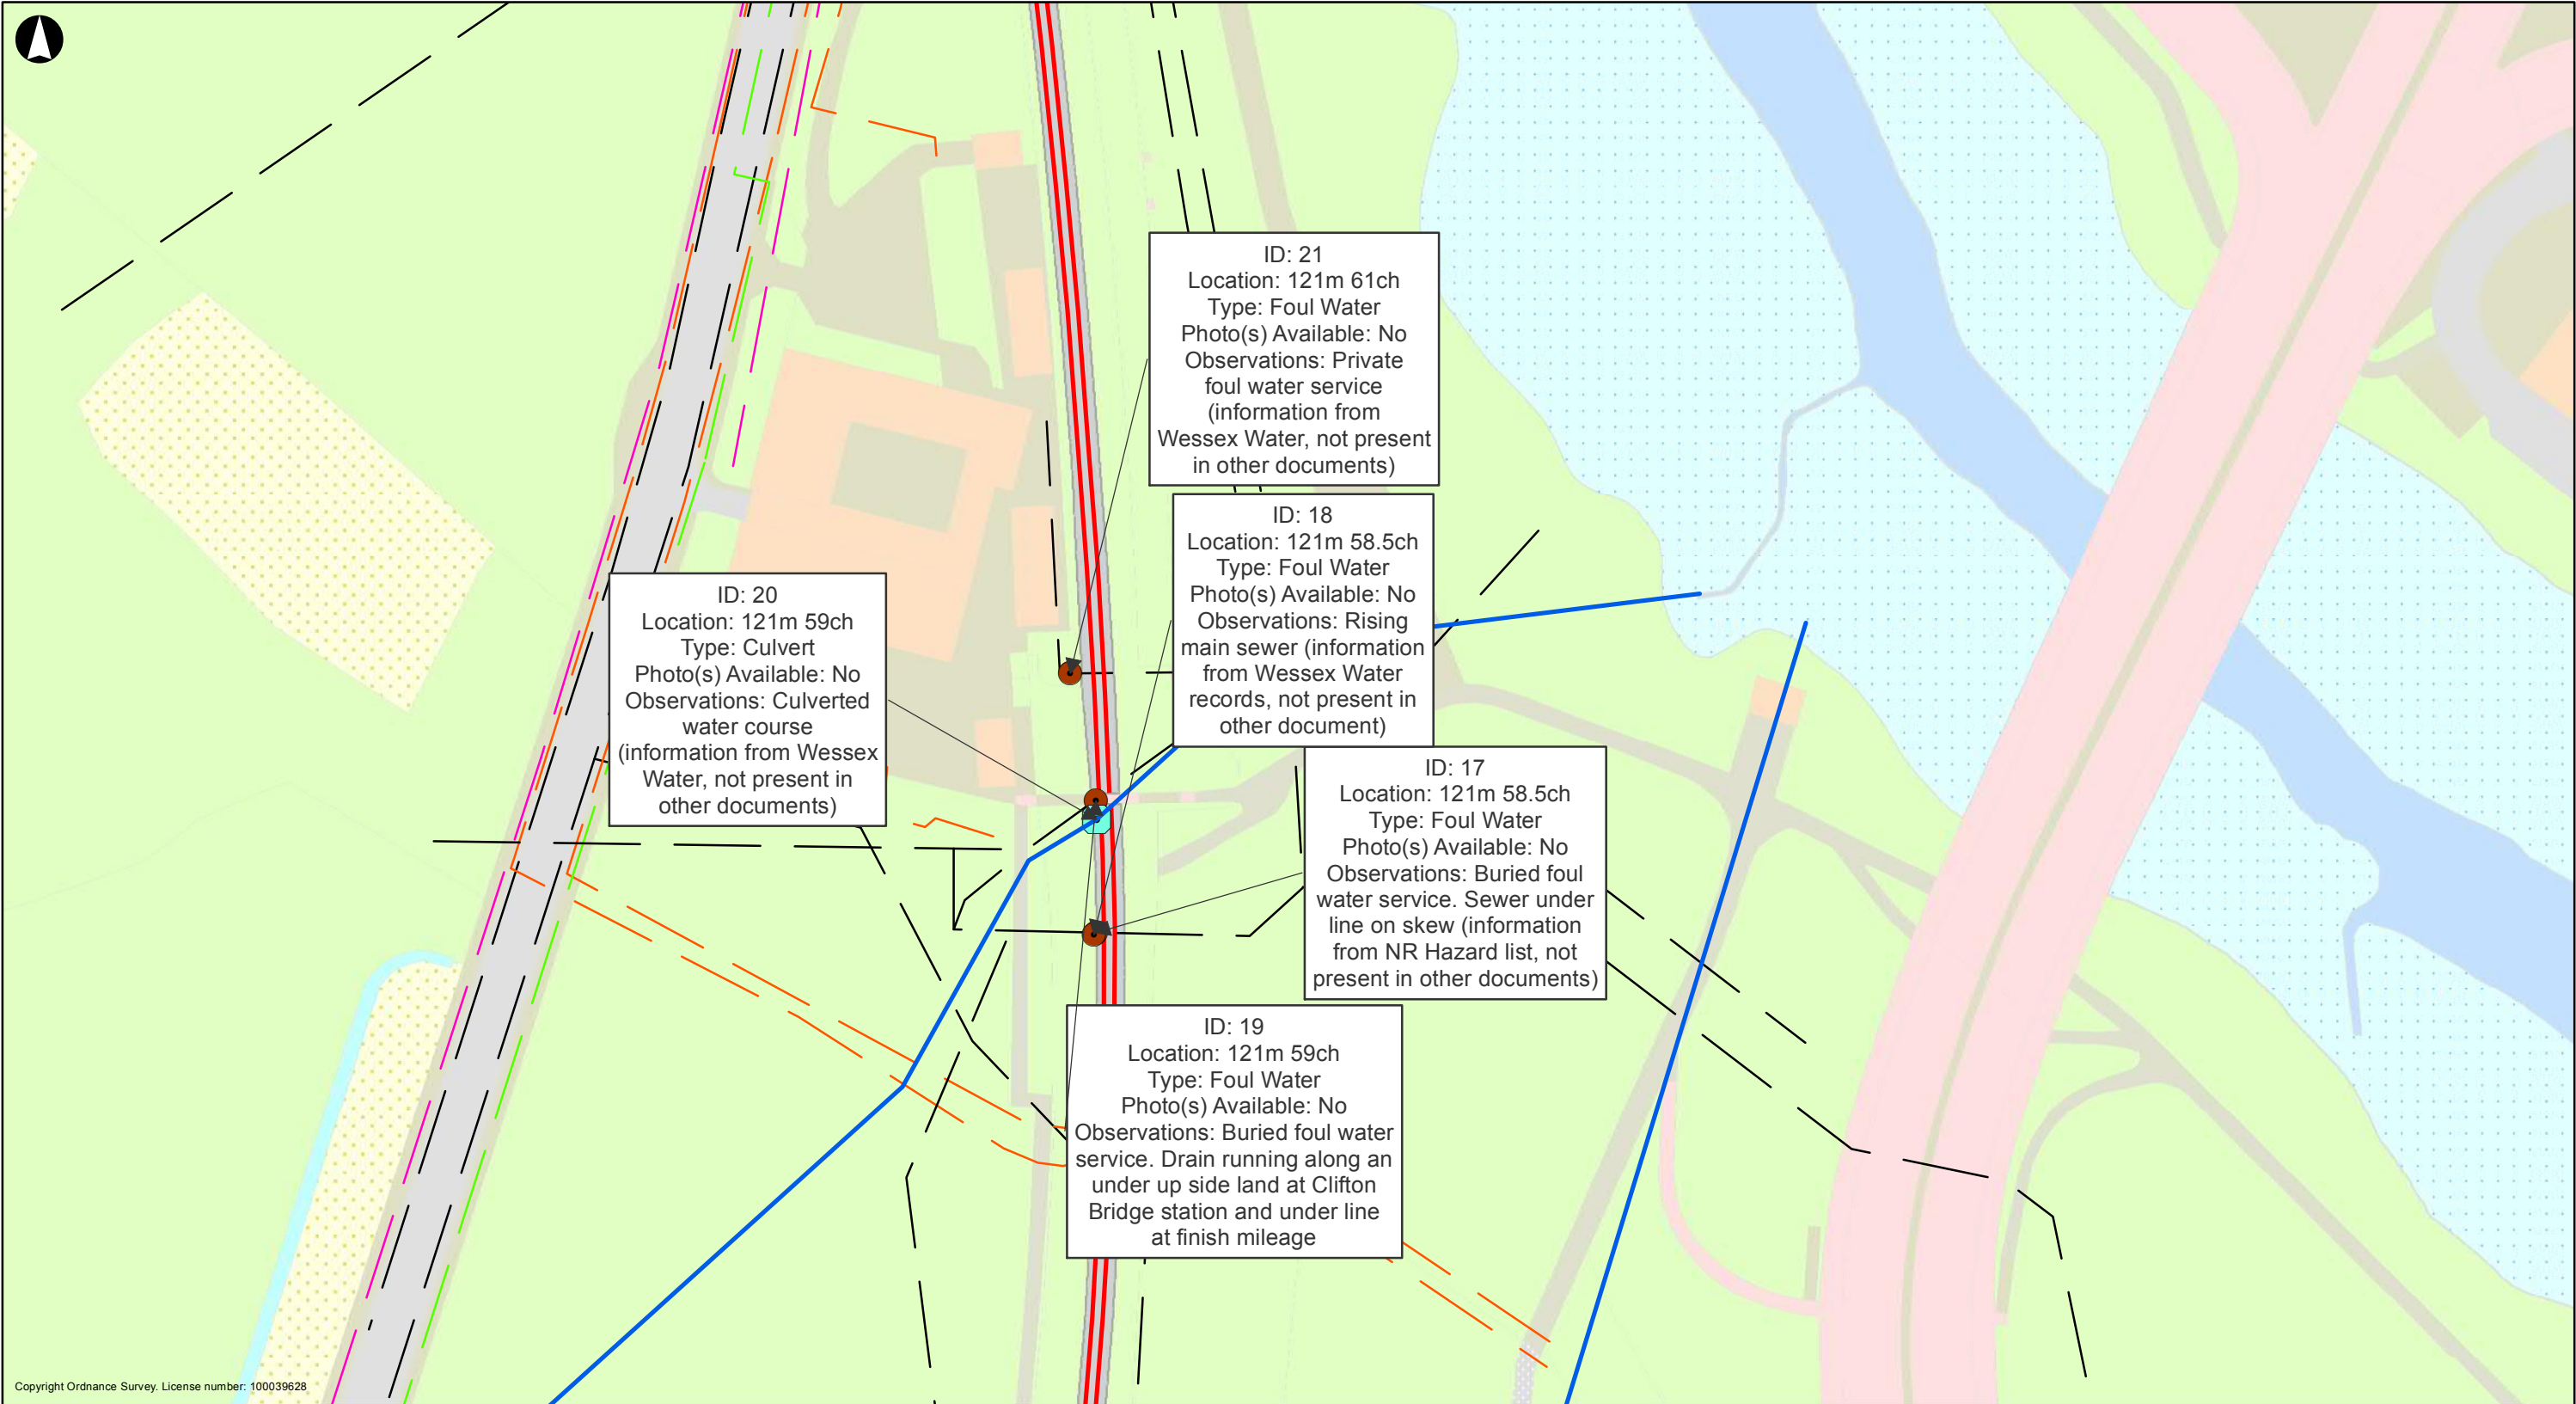 ID: 21
Location: 121m 61ch
Type: Foul Water
Photo(s) Available: No
Observations: Private
foul water service
(information from
Wessex Water, not present
in other documents)
ID: 18
Location: 121m 58.5ch
Type: Foul Water
Photo(s) Available: No
Observations: Rising
main sewer (information
from Wessex Water
records, not present in
other document)
ID: 20
Location: 121m 59ch
Type: Culvert
Photo(s) Available: No
Observations: Culverted
water course
(information from Wessex
Water, not present in
other documents)
ID: 17
Location: 121m 58.5ch
Type: Foul Water
Photo(s) Available: No
Observations: Buried foul
water service. Sewer under
line on skew (information
from NR Hazard list, not
present in other documents)
ID: 19
Location: 121m 59ch
Type: Foul Water
Photo(s) Available: No
Observations: Buried foul water
service. Drain running along an
under up side land at Clifton
Bridge station and under line
at finish mileage
Copyright Ordnance Survey. License number: 100039628